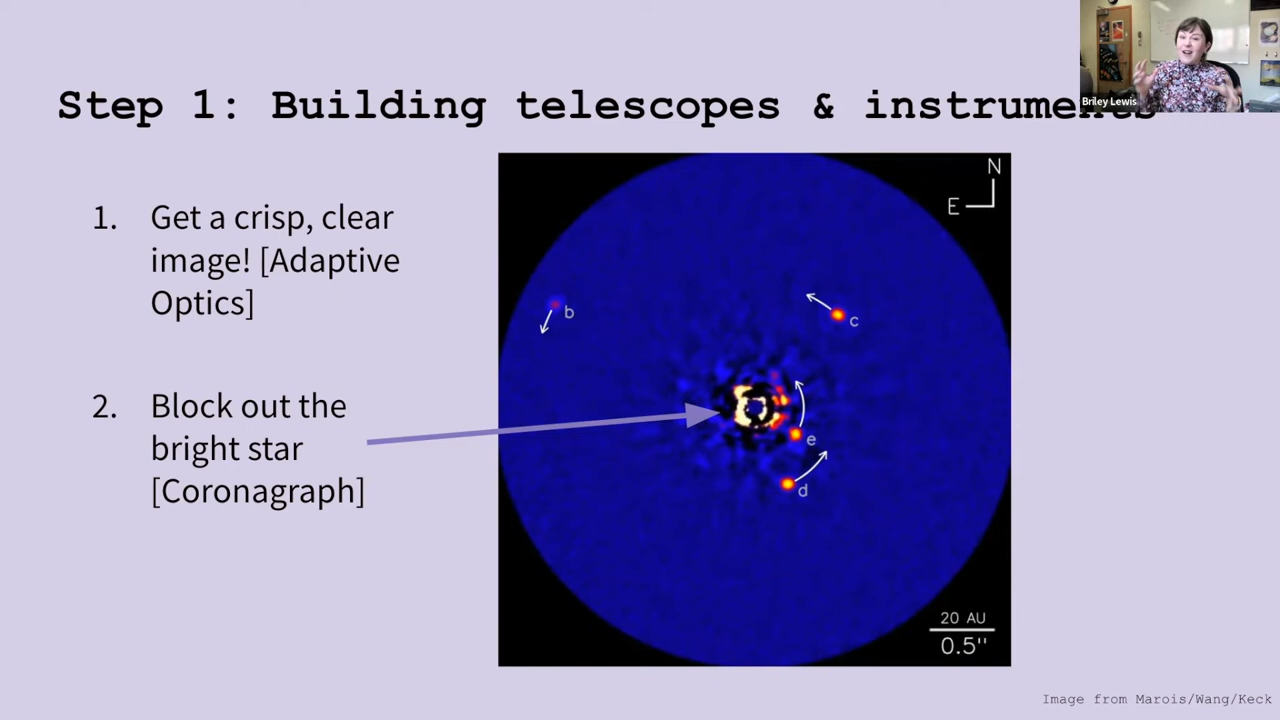 Step 1: Building telescopes & instruments
Briley Lewis
1. Get a crisp, clear
image! [Adaptive
Optics]
2. Block out the
bright star
[Coronagraph]
N
E
b
c
e
d
20 AU
0.5"
Image from Marois/Wang/Keck